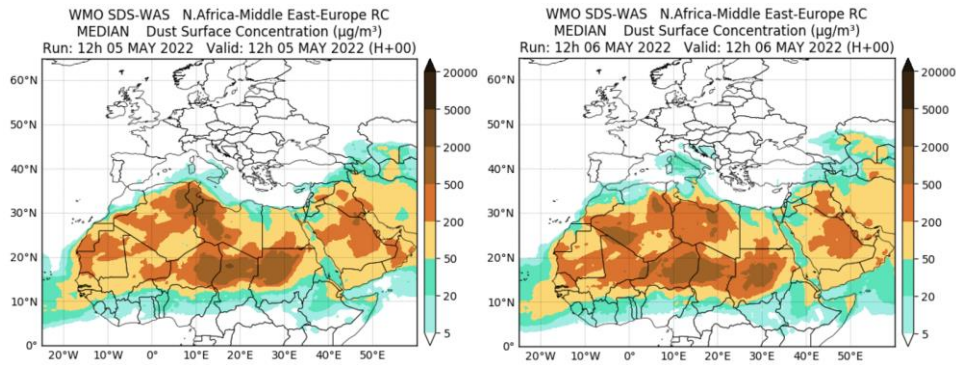 WMO SDS-WAS N.Africa-Middle East-Europe RC
MEDIAN Dust Surface Concentration (μg/m³)
Run: 12h 05 MAY 2022 Valid: 12h 05 MAY 2022 (H+00)
60°N
50°N
40°N
30°N
20°N
10°N
0°
20°W
10°W
0°
10°E
20°E
30°E
40°E
50°E
20000
5000
2000
500
200
50
20
5
WMO SDS-WAS N.Africa-Middle East-Europe RC
MEDIAN Dust Surface Concentration (μg/m³)
Run: 12h 06 MAY 2022 Valid: 12h 06 MAY 2022 (H+00)
60°N
50°N
40°N
30°N
20°N
10°N
0°
20°W
10°W
0°
10°E
20°E
30°E
40°E
50°E
20000
5000
2000
500
200
50
20
5